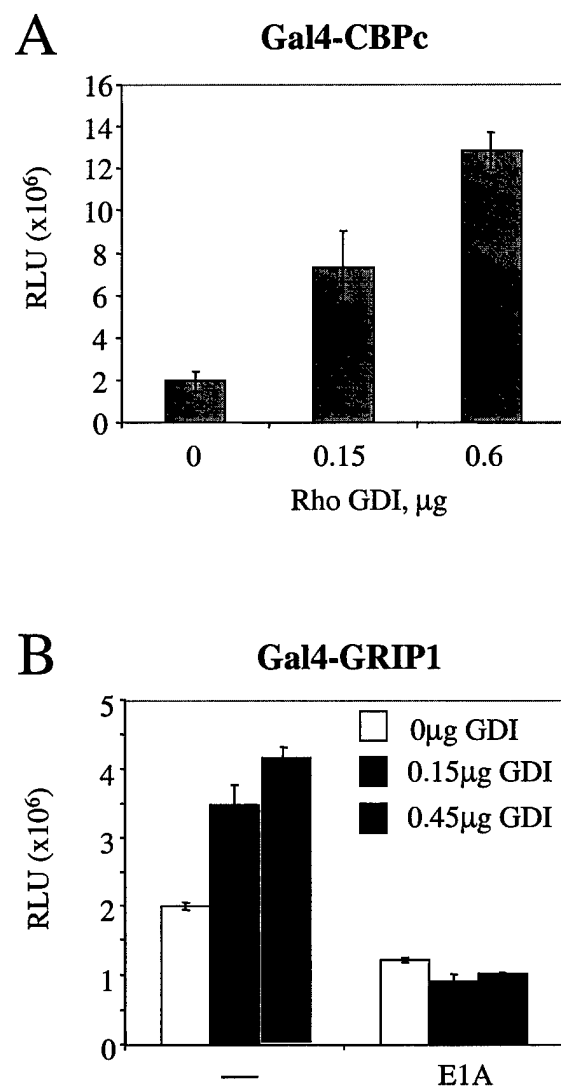 A
Gal4-CBPc
16
14
12
10
8
6
4
2
0
RLU (x10⁶)
0 0.15 0.6
Rho GDI, µg
B
Gal4-GRIP1
5
4
3
2
1
0
RLU (x10⁶)
0µg GDI
0.15µg GDI
0.45µg GDI
— E1A